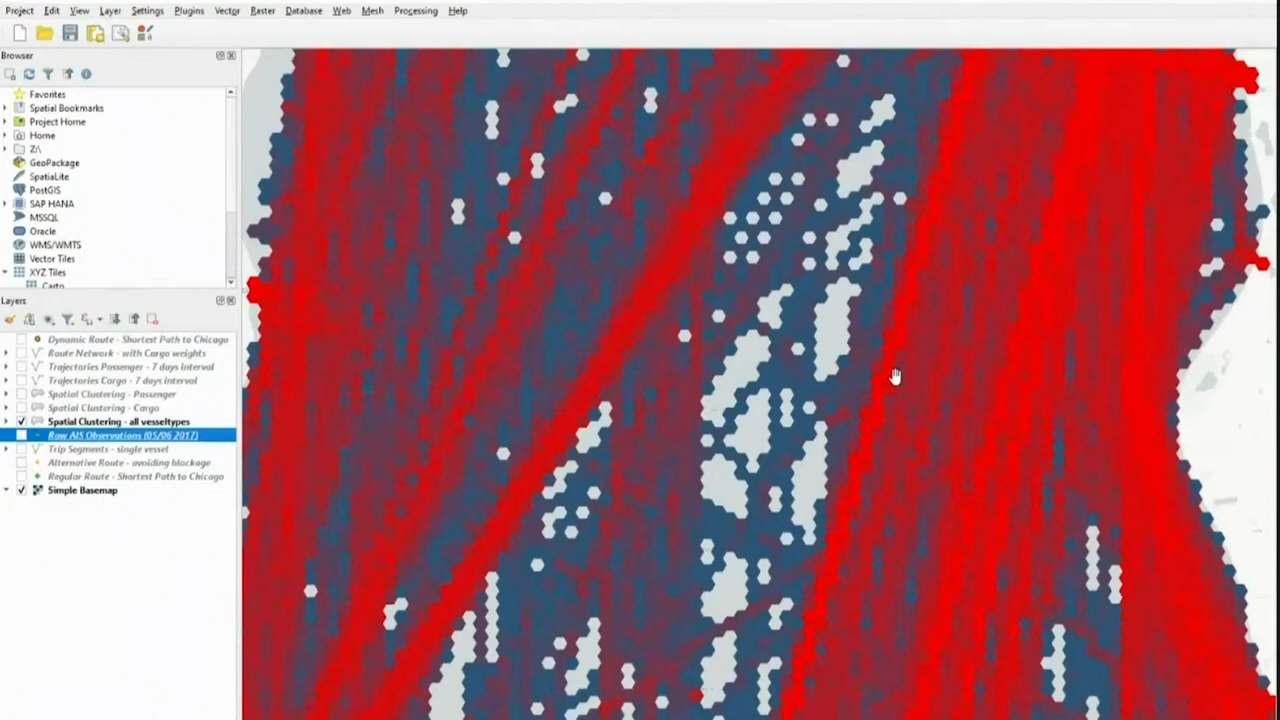 Project Edit View Layer Settings Plugins Vector Raster Database Web Mesh Processing Help
Browser
Favorites
Spatial Bookmarks
Project Home
Home
Z:\
GeoPackage
SpatiaLite
PostGIS
SAP HANA
MSSQL
Oracle
WMS/WMTS
Vector Tiles
XYZ Tiles
Carto
Layers
Dynamic Route - Shortest Path to Chicago
Route Network - with Cargo weights
Trajectories Passenger - 7 days interval
Trajectories Cargo - 7 days interval
Spatial Clustering - Passenger
Spatial Clustering - Cargo
Spatial Clustering - all vesseltypes
Raw AIS Observations (05/06 2017)
Trip Segments - single vessel
Alternative Route - avoiding blockage
Regular Route - Shortest Path to Chicago
Simple Basemap